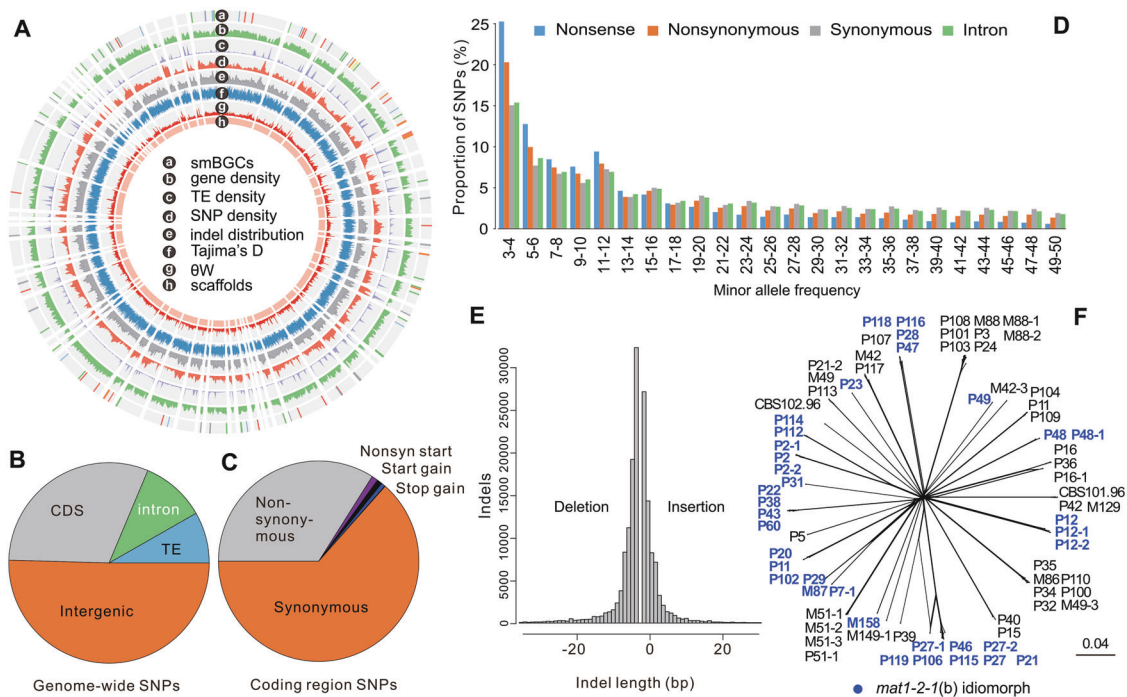 A
a
b
c
d
e
f
g
h
a smBGCs
b gene density
c TE density
d SNP density
e indel distribution
f Tajima's D
g θW
h scaffolds
D
Nonsense Nonsynonymous Synonymous Intron
Proportion of SNPs (%)
25
20
15
10
5
0
3-4 5-6 7-8 9-10 11-12 13-14 15-16 17-18 19-20 21-22 23-24 25-26 27-28 29-30 31-32 33-34 35-36 37-38 39-40 41-42 43-44 45-46 47-48 49-50
Minor allele frequency
B
CDS
intron
TE
Intergenic
Genome-wide SNPs
C
Nonsyn start
Start gain
Stop gain
Non-
synony-
mous
Synonymous
Coding region SNPs
E
Indels
30000
25000
20000
15000
10000
5000
0
Deletion Insertion
-20 0 20
Indel length (bp)
F
P118 P116
P28
P47
P108 M88 M88-1
P101 P3 M88-2
P103 P24
P107
M42
P117
P21-2
M49
P113
P23
CBS102.96
P114
P112
P2-1
P2
P2-2
P31
P22
P38
P43
P60
P5
P20
P11
P102 P29
M87 P7-1
M51-1
M51-2
M51-3
P51-1
M158
M149-1
P39
P27-1 P46 P27-2
P119 P106 P115 P27 P21
P40
P15
P35
M86 P110
P34 P100
P32 M49-3
P12
P12-1
P12-2
CBS101.96
P42 M129
P16
P36
P16-1
P48 P48-1
P104
P11
P109
M42-3
P49
0.04
mat1-2-1(b) idiomorph